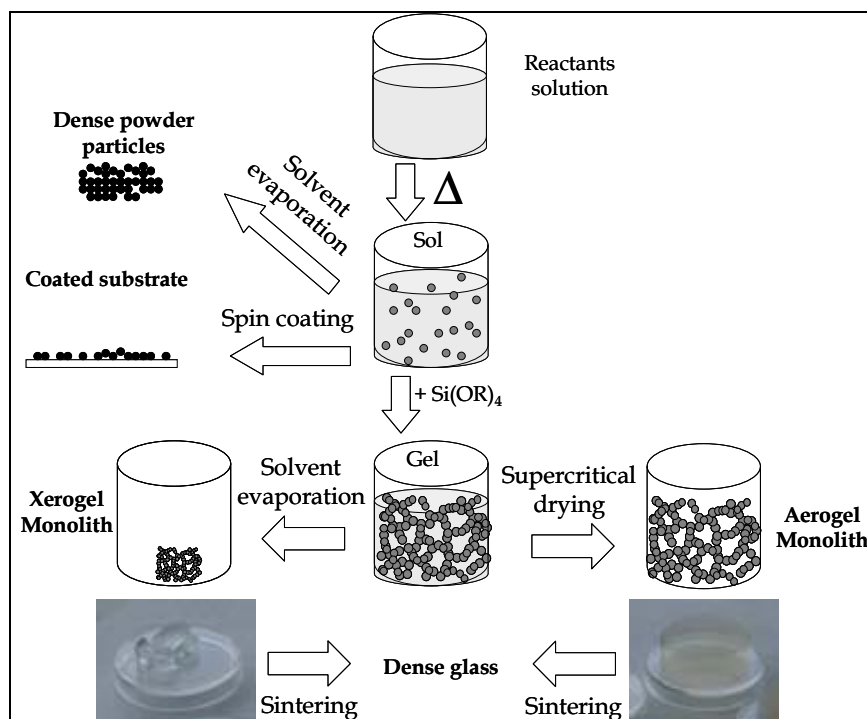 Reactants
solution
Dense powder
particles
Solvent
evaporation
Δ
Sol
Coated substrate
Spin coating
+ Si(OR)₄
Gel
Solvent
evaporation
Supercritical
drying
Xerogel
Monolith
Aerogel
Monolith
Dense glass
Sintering
Sintering